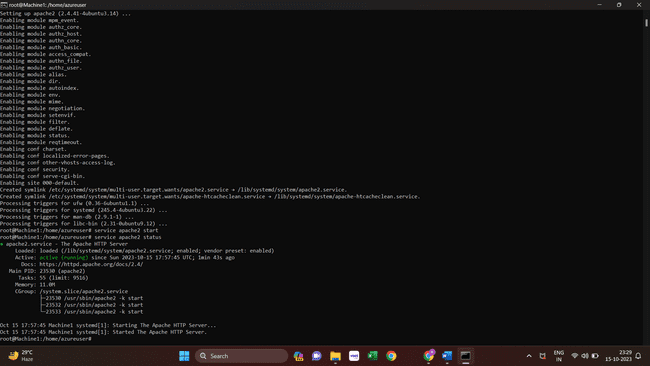 root@Machine1: /home/azureuser
Setting up apache2 (2.4.41-4ubuntu3.14) ...
Enabling module mpm_event.
Enabling module authz_core.
Enabling module authz_host.
Enabling module authn_core.
Enabling module auth_basic.
Enabling module access_compat.
Enabling module authn_file.
Enabling module authz_user.
Enabling module alias.
Enabling module dir.
Enabling module autoindex.
Enabling module env.
Enabling module mime.
Enabling module negotiation.
Enabling module setenvif.
Enabling module filter.
Enabling module deflate.
Enabling module status.
Enabling module reqtimeout.
Enabling conf charset.
Enabling conf localized-error-pages.
Enabling conf other-vhosts-access-log.
Enabling conf security.
Enabling conf serve-cgi-bin.
Enabling site 000-default.
Created symlink /etc/systemd/system/multi-user.target.wants/apache2.service → /lib/systemd/system/apache2.service.
Created symlink /etc/systemd/system/multi-user.target.wants/apache-htcacheclean.service → /lib/systemd/system/apache-htcacheclean.service.
Processing triggers for ufw (0.36-6ubuntu1.1) ...
Processing triggers for systemd (245.4-4ubuntu3.22) ...
Processing triggers for man-db (2.9.1-1) ...
Processing triggers for libc-bin (2.31-0ubuntu9.12) ...
root@Machine1:/home/azureuser# service apache2 start
root@Machine1:/home/azureuser# service apache2 status
● apache2.service - The Apache HTTP Server
Loaded: loaded (/lib/systemd/system/apache2.service; enabled; vendor preset: enabled)
Active: active (running) since Sun 2023-10-15 17:57:45 UTC; 1min 43s ago
Docs: https://httpd.apache.org/docs/2.4/
Main PID: 23530 (apache2)
Tasks: 55 (limit: 9516)
Memory: 11.0M
CGroup: /system.slice/apache2.service
├─23530 /usr/sbin/apache2 -k start
├─23532 /usr/sbin/apache2 -k start
└─23533 /usr/sbin/apache2 -k start
Oct 15 17:57:45 Machine1 systemd[1]: Starting The Apache HTTP Server...
Oct 15 17:57:45 Machine1 systemd[1]: Started The Apache HTTP Server.
root@Machine1:/home/azureuser#
29°C
Haze
Search
ENG
IN
23:29
15-10-2023